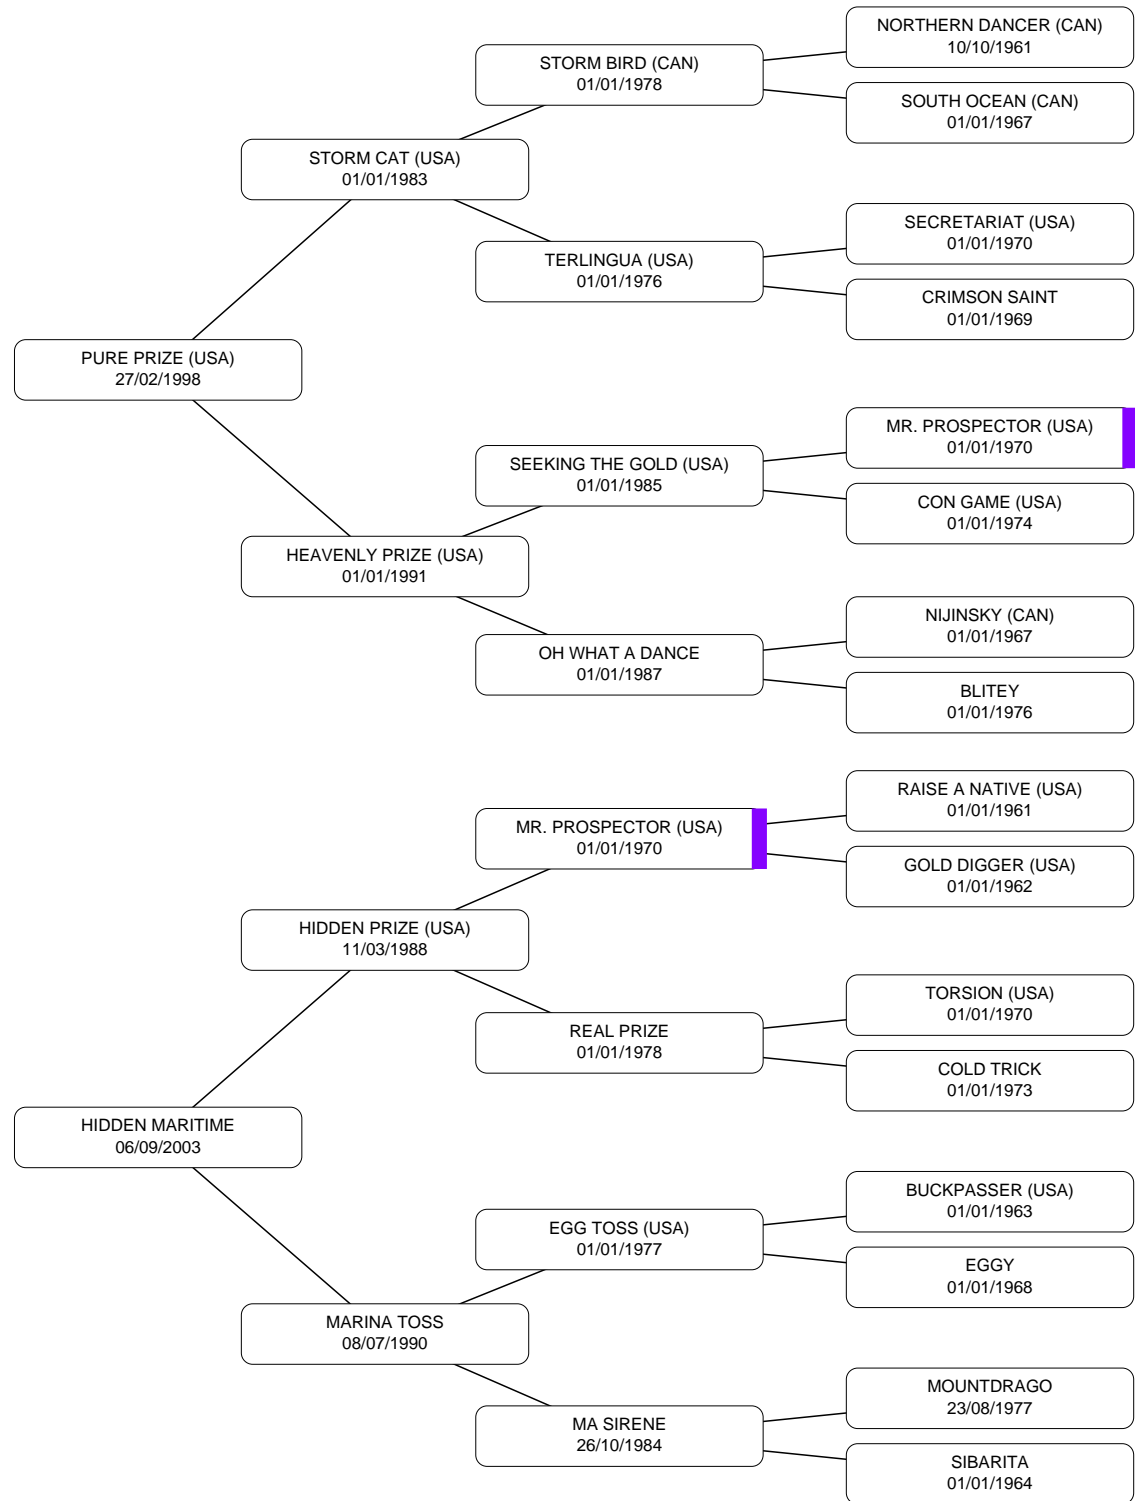 NORTHERN DANCER (CAN)
10/10/1961
STORM BIRD (CAN)
01/01/1978
SOUTH OCEAN (CAN)
01/01/1967
STORM CAT (USA)
01/01/1983
SECRETARIAT (USA)
01/01/1970
TERLINGUA (USA)
01/01/1976
CRIMSON SAINT
01/01/1969
PURE PRIZE (USA)
27/02/1998
MR. PROSPECTOR (USA)
01/01/1970
SEEKING THE GOLD (USA)
01/01/1985
CON GAME (USA)
01/01/1974
HEAVENLY PRIZE (USA)
01/01/1991
NIJINSKY (CAN)
01/01/1967
OH WHAT A DANCE
01/01/1987
BLITEY
01/01/1976
RAISE A NATIVE (USA)
01/01/1961
MR. PROSPECTOR (USA)
01/01/1970
GOLD DIGGER (USA)
01/01/1962
HIDDEN PRIZE (USA)
11/03/1988
TORSION (USA)
01/01/1970
REAL PRIZE
01/01/1978
COLD TRICK
01/01/1973
HIDDEN MARITIME
06/09/2003
BUCKPASSER (USA)
01/01/1963
EGG TOSS (USA)
01/01/1977
EGGY
01/01/1968
MARINA TOSS
08/07/1990
MOUNTDRAGO
23/08/1977
MA SIRENE
26/10/1984
SIBARITA
01/01/1964